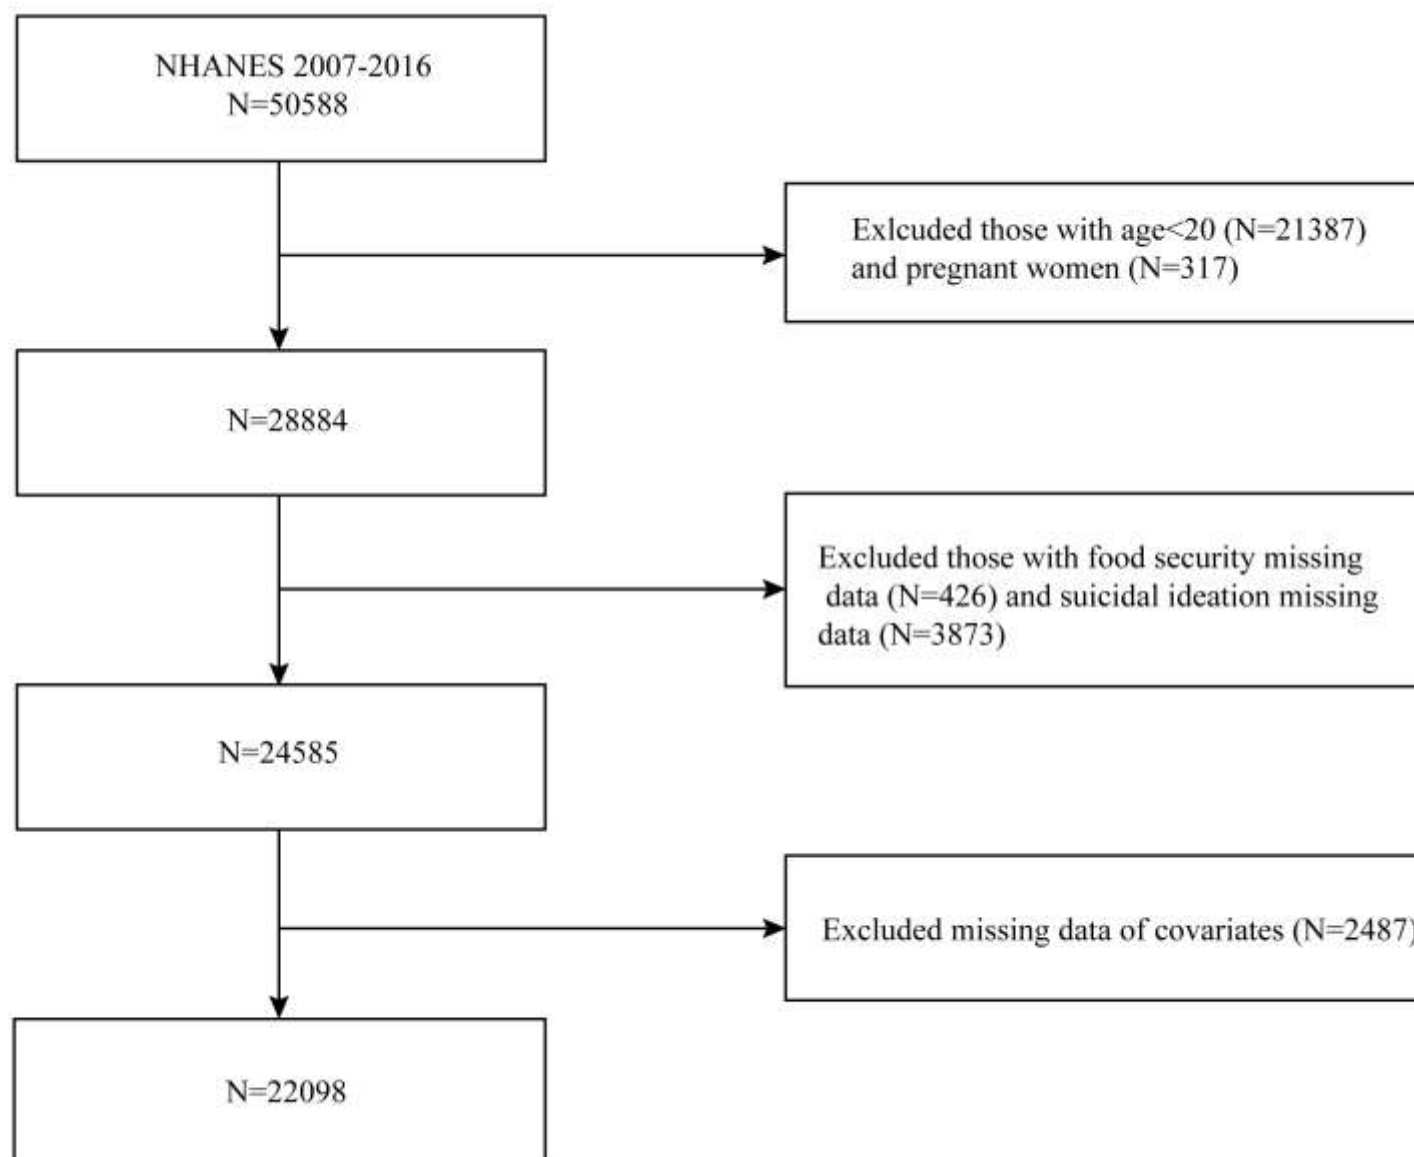 NHANES 2007-2016
N=50588
Exlcuded those with age<20 (N=21387)
and pregnant women (N=317)
N=28884
Excluded those with food security missing
data (N=426) and suicidal ideation missing
data (N=3873)
N=24585
Excluded missing data of covariates (N=2487)
N=22098